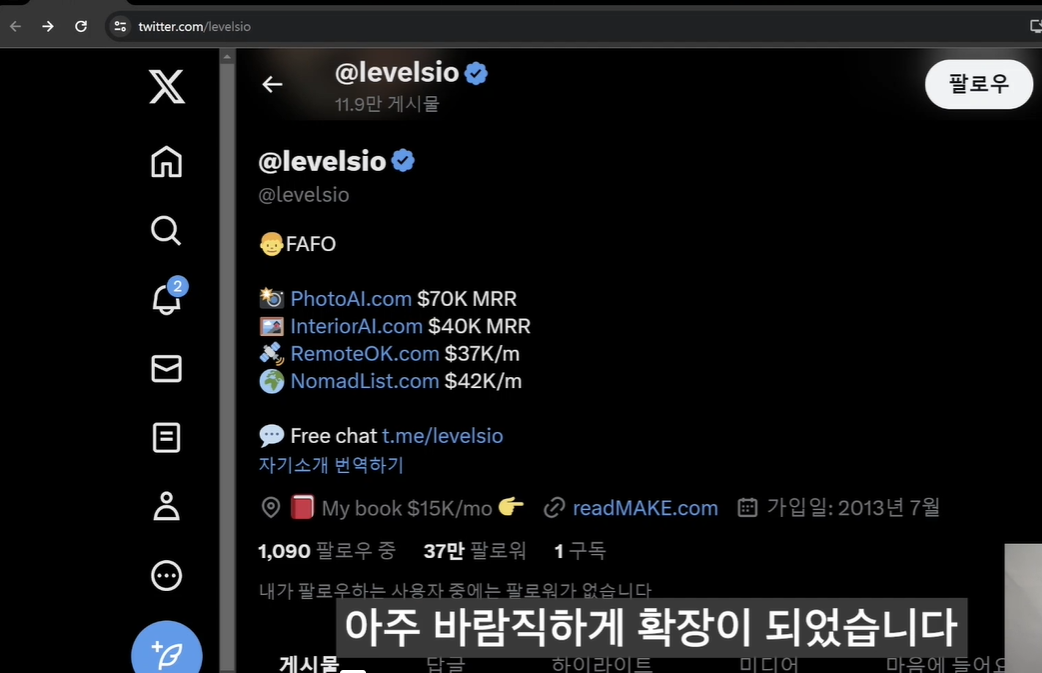 twitter.com/levelsio
@levelsio
11.9만 게시물
팔로우
@levelsio
@levelsio
👨FAFO
2
📸 PhotoAI.com $70K MRR
🖼️ InteriorAI.com $40K MRR
🛰️ RemoteOK.com $37K/m
🌍 NomadList.com $42K/m
💬 Free chat t.me/levelsio
자기소개 번역하기
📕 My book $15K/mo 👉 readMAKE.com 가입일: 2013년 7월
1,090 팔로우 중 37만 팔로워 1 구독
내가 팔로우하는 사용자 중에는 팔로워가 없습니다
아주 바람직하게 확장이 되었습니다
게시물 답글 하이라이트 미디어 마음에 들어요